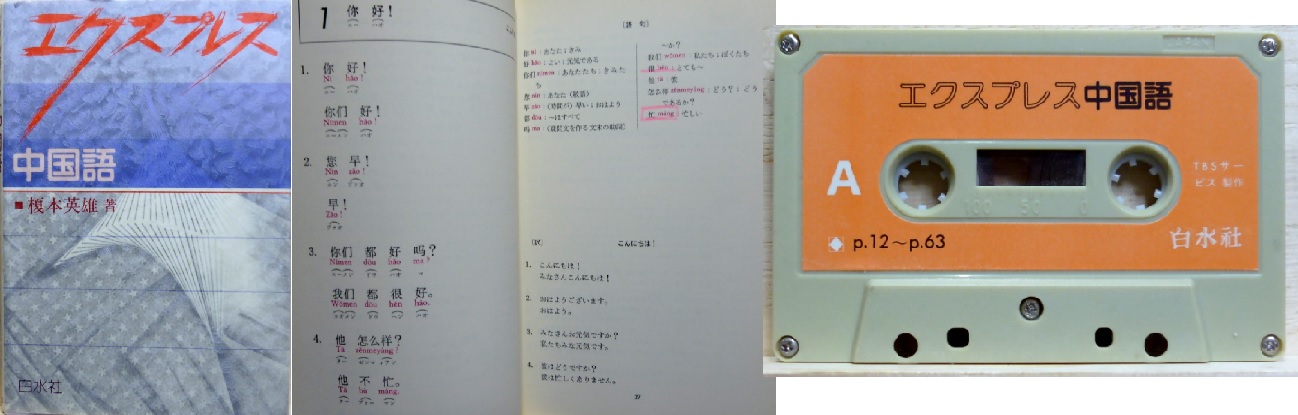 エクスプレス
中国語
■榎本英雄 著
白水社
1 你 好!
1. 你 好!
Nǐ hǎo!
你们 好!
Nǐmen hǎo!
2. 您 早!
Nín zǎo!
早!
Zǎo!
3. 你们 都 好 吗?
Nǐmen dōu hǎo ma?
我们 都 很 好。
Wǒmen dōu hěn hǎo.
4. 他 怎么样?
Tā zěnmeyàng?
他 不 忙。
Tā bù máng.
〔語 句〕
你 nǐ：あなた；きみ
好 hǎo：よい；元気である
你们 nǐmen：あなたたち；きみた
ち
您 nín：あなた（敬語）
早 zǎo：（時間が）早い；おはよう
都 dōu：〜はすべて
吗 ma：（疑問文を作る文末の助詞）
〜か？
我们 wǒmen：私たち；ぼくたち
很 hěn：とても〜
他 tā：彼
怎么样 zěnmeyàng：どう？；どう
であるか？
忙 máng：忙しい
〔訳〕 こんにちは！
1. こんにちは！
みなさんこんにちは！
2. おはようございます。
おはよう。
3. みなさんお元気ですか？
私たちみな元気です。
4. 彼はどうですか？
彼は忙しくありません。
JAPAN
エクスプレス中国語
A
TBSサー
ビス 製作
100 50 0
p.12〜p.63
白水社